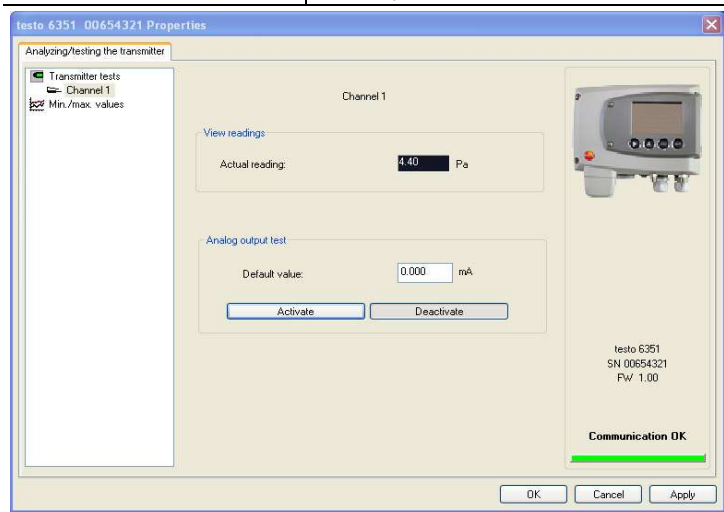 testo 6351 00654321 Properties
Analyzing/testing the transmitter
Transmitter tests
Channel 1
Min./max. values
Channel 1
View readings
Actual reading: 4.40 Pa
Analog output test
Default value: 0.000 mA
Activate Deactivate
testo 6351
SN 00654321
FW 1.00
Communication OK
OK Cancel Apply